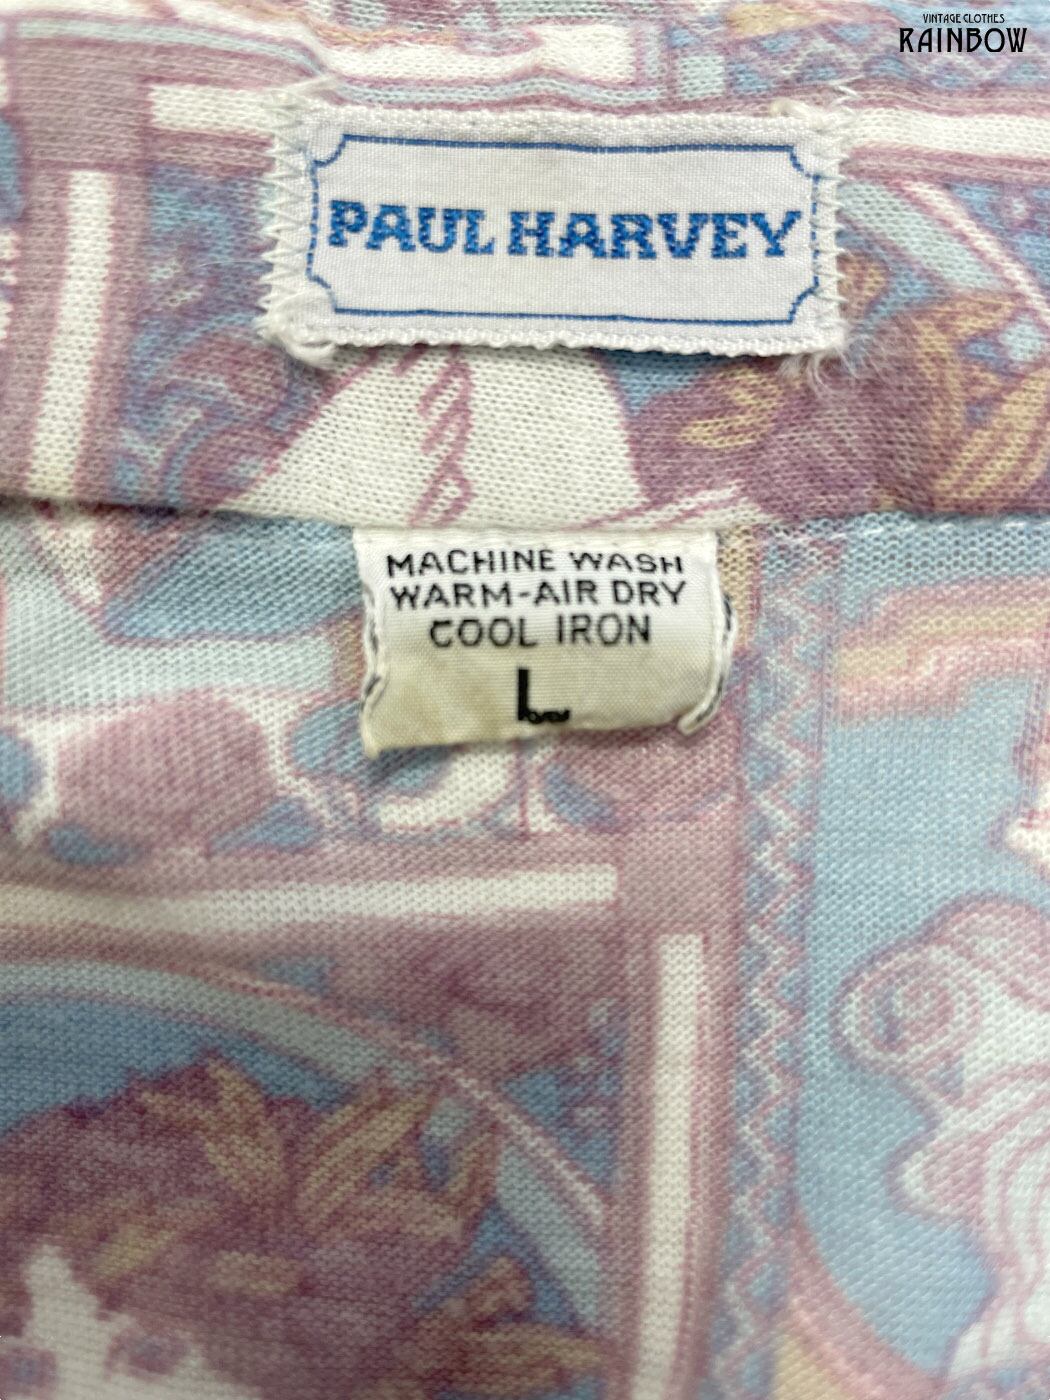 VINTAGE CLOTHES
RAINBOW
PAUL HARVEY
MACHINE WASH
WARM-AIR DRY
COOL IRON
L